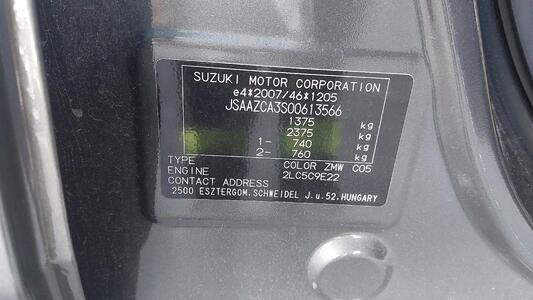 SUZUKI MOTOR CORPORATION
e4*2007/46*1205
JSAAZCA3S00613566
1375 kg
2375 kg
1- 740 kg
2- 760 kg
TYPE COLOR ZMW C05
ENGINE 2LC5C9E22
CONTACT ADDRESS
2500 ESZTERGOM.SCHWEIDEL J.u.52.HUNGARY